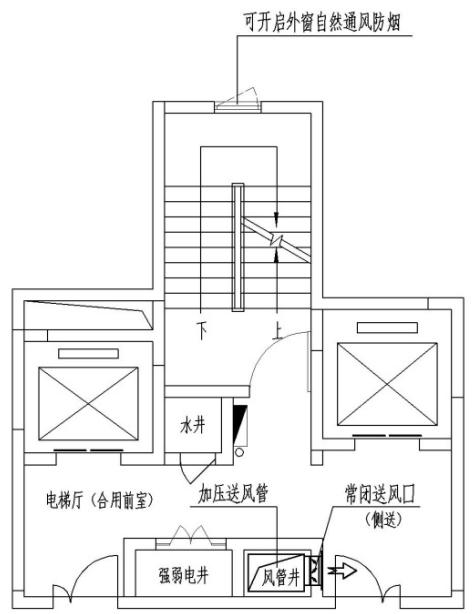 可开启外窗自然通风防烟
下
上
水井
电梯厅（合用前室）
加压送风管
常闭送风口
（侧送）
强弱电井
风管井